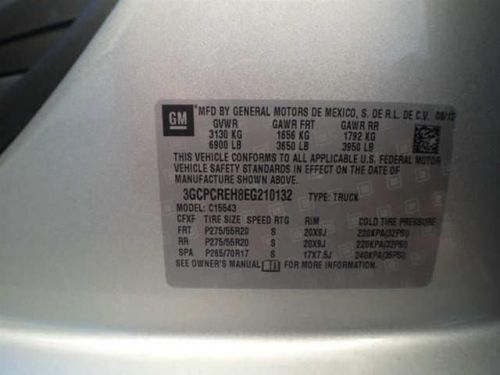 GM
MFD BY GENERAL MOTORS DE MEXICO, S. DE R.L. DE C.V. 08/13
GVWR GAWR FRT GAWR RR
3130 KG 1656 KG 1792 KG
6900 LB 3650 LB 3950 LB
THIS VEHICLE CONFORMS TO ALL APPLICABLE U.S. FEDERAL MOTOR
VEHICLE SAFETY STANDARDS IN EFFECT ON THE DATE OF
MANUFACTURE SHOWN ABOVE.
3GCPCREH8EG210132 TYPE: TRUCK
MODEL: C15543
CFXF TIRE SIZE SPEED RTG RIM COLD TIRE PRESSURE
FRT P275/55R20 S 20X9J 220KPA(32PSI)
RR P275/55R20 S 20X9J 220KPA(32PSI)
SPA P265/70R17 S 17X7.5J 240KPA(35PSI)
SEE OWNER'S MANUAL FOR MORE INFORMATION.